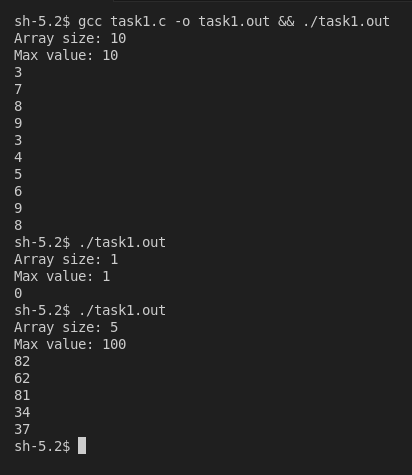 sh-5.2$ gcc task1.c -o task1.out && ./task1.out
Array size: 10
Max value: 10
3
7
8
9
3
4
5
6
9
8
sh-5.2$ ./task1.out
Array size: 1
Max value: 1
0
sh-5.2$ ./task1.out
Array size: 5
Max value: 100
82
62
81
34
37
sh-5.2$